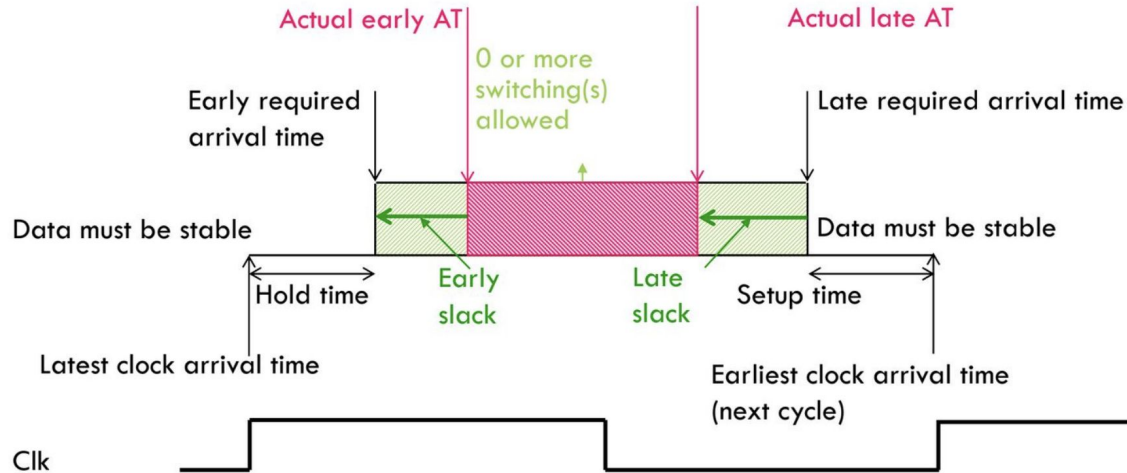 Actual early AT
Actual late AT
0 or more
switching(s)
allowed
Early required
arrival time
Late required arrival time
Data must be stable
Data must be stable
Hold time
Early
slack
Late
slack
Setup time
Latest clock arrival time
Earliest clock arrival time
(next cycle)
Clk